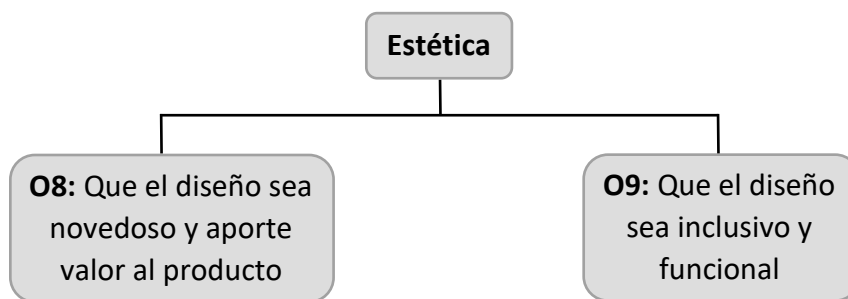 Estética
O8: Que el diseño sea
novedoso y aporte
valor al producto
O9: Que el diseño
sea inclusivo y
funcional